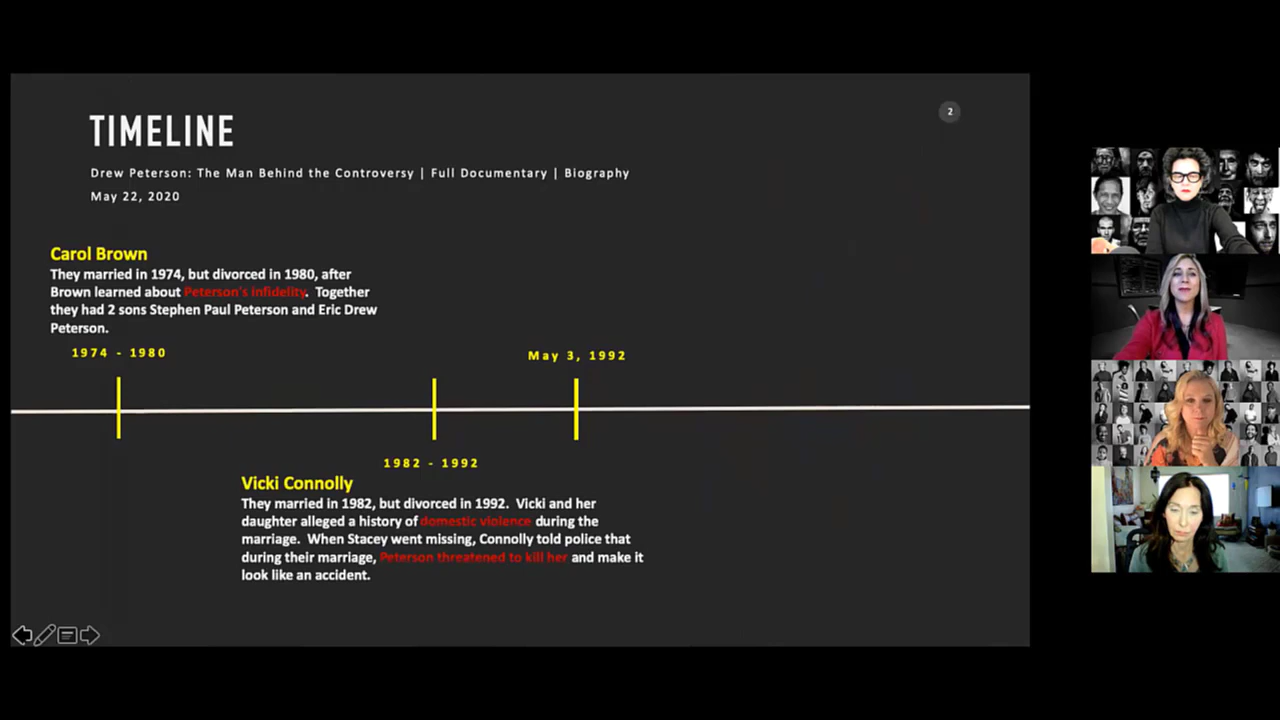 TIMELINE
2
Drew Peterson: The Man Behind the Controversy | Full Documentary | Biography
May 22, 2020
Carol Brown
They married in 1974, but divorced in 1980, after
Brown learned about Peterson's infidelity. Together
they had 2 sons Stephen Paul Peterson and Eric Drew
Peterson.
1974 - 1980
May 3, 1992
1982 - 1992
Vicki Connolly
They married in 1982, but divorced in 1992. Vicki and her
daughter alleged a history of domestic violence during the
marriage. When Stacey went missing, Connolly told police that
during their marriage, Peterson threatened to kill her and make it
look like an accident.